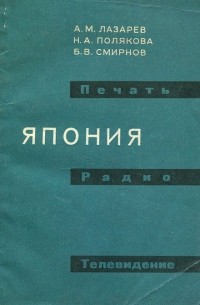 А. М. ЛАЗАРЕВ
Н. А. ПОЛЯКОВА
Б. В. СМИРНОВ
Печать
ЯПОНИЯ
Радио
Телевидение